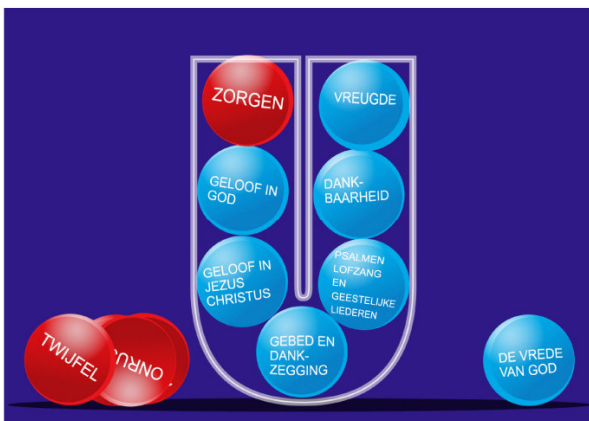 ZORGEN
VREUGDE
GELOOF IN
GOD
DANK-
BAARHEID
GELOOF IN
JEZUS
CHRISTUS
PSALMEN
LOFZANG
EN
GEESTELIJKE
LIEDEREN
GEBED EN
DANK-
ZEGGING
TWIJFEL
ONRUST
DE VREDE
VAN GOD